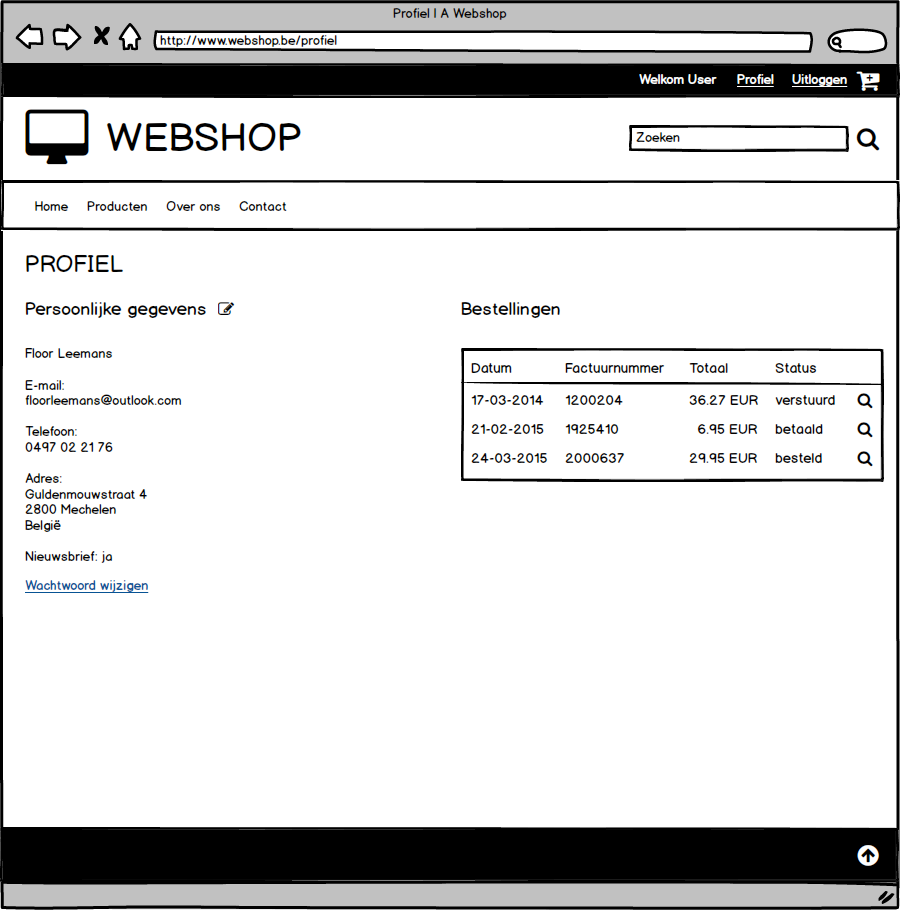 Profiel | A Webshop
http://www.webshop.be/profiel
Welkom User Profiel Uitloggen
WEBSHOP
Zoeken
Home Producten Over ons Contact
PROFIEL
Persoonlijke gegevens
Floor Leemans
E-mail:
floorleemans@outlook.com
Telefoon:
0497 02 21 76
Adres:
Guldenmouwstraat 4
2800 Mechelen
België
Nieuwsbrief: ja
Wachtwoord wijzigen
Bestellingen
Datum Factuurnummer Totaal Status
17-03-2014 1200204 36.27 EUR verstuurd
21-02-2015 1925410 6.95 EUR betaald
24-03-2015 2000637 29.95 EUR besteld